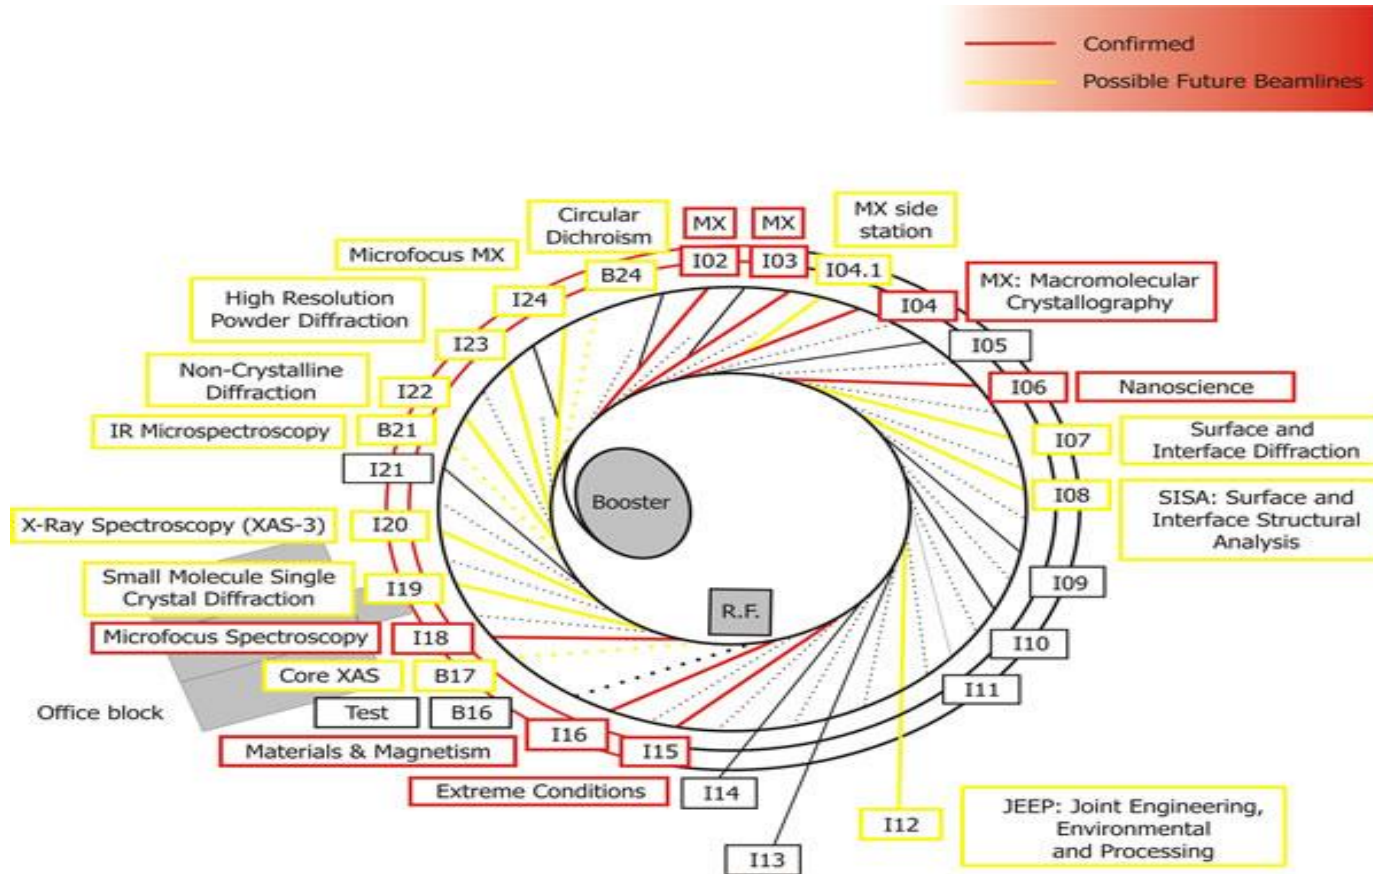 Confirmed
Possible Future Beamlines
Circular
Dichroism
MX
MX
MX side
station
Microfocus MX
B24
I02
I03
I04.1
High Resolution
Powder Diffraction
I24
I04
MX: Macromolecular
Crystallography
I23
I05
Non-Crystalline
Diffraction
I22
I06
Nanoscience
IR Microspectroscopy
B21
I07
Surface and
Interface Diffraction
I21
Booster
I08
SISA: Surface and
Interface Structural
Analysis
X-Ray Spectroscopy (XAS-3)
I20
Small Molecule Single
Crystal Diffraction
I19
R.F.
I09
Microfocus Spectroscopy
I18
I10
Core XAS
B17
I11
Office block
Test
B16
Materials & Magnetism
I16
I15
Extreme Conditions
I14
I12
JEEP: Joint Engineering,
Environmental
and Processing
I13